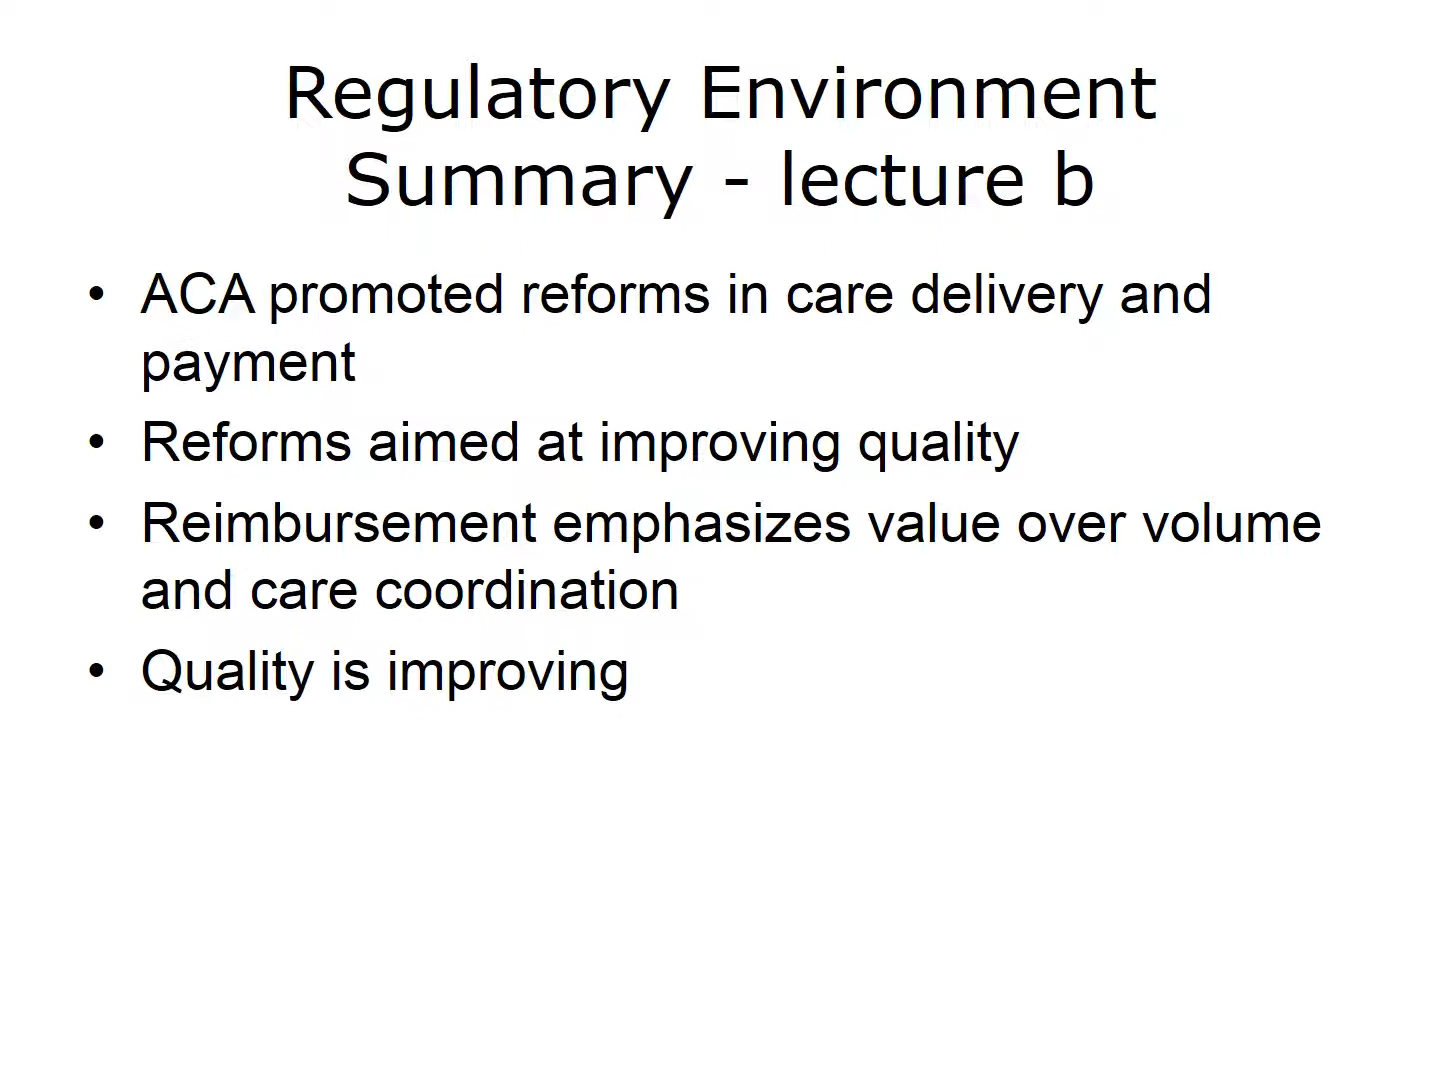 Regulatory Environment
Summary - lecture b
• ACA promoted reforms in care delivery and
payment
• Reforms aimed at improving quality
• Reimbursement emphasizes value over volume
and care coordination
• Quality is improving